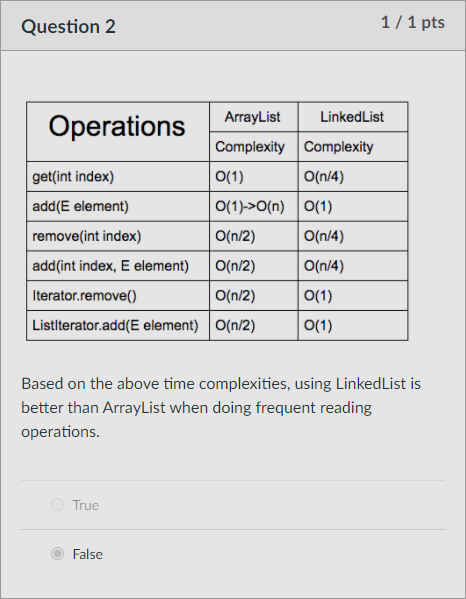 Question 2
1 / 1 pts
Operations ArrayList LinkedList
Complexity Complexity
get(int index) O(1) O(n/4)
add(E element) O(1)->O(n) O(1)
remove(int index) O(n/2) O(n/4)
add(int index, E element) O(n/2) O(n/4)
Iterator.remove() O(n/2) O(1)
ListIterator.add(E element) O(n/2) O(1)
Based on the above time complexities, using LinkedList is
better than ArrayList when doing frequent reading
operations.
True
False